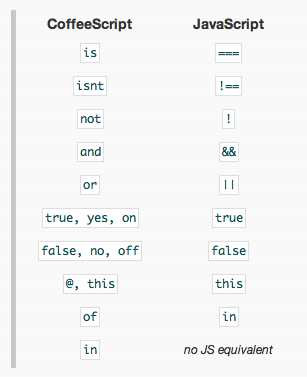 CoffeeScript JavaScript
is ===
isnt !==
not !
and &&
or ||
true, yes, on true
false, no, off false
@, this this
of in
in no JS equivalent